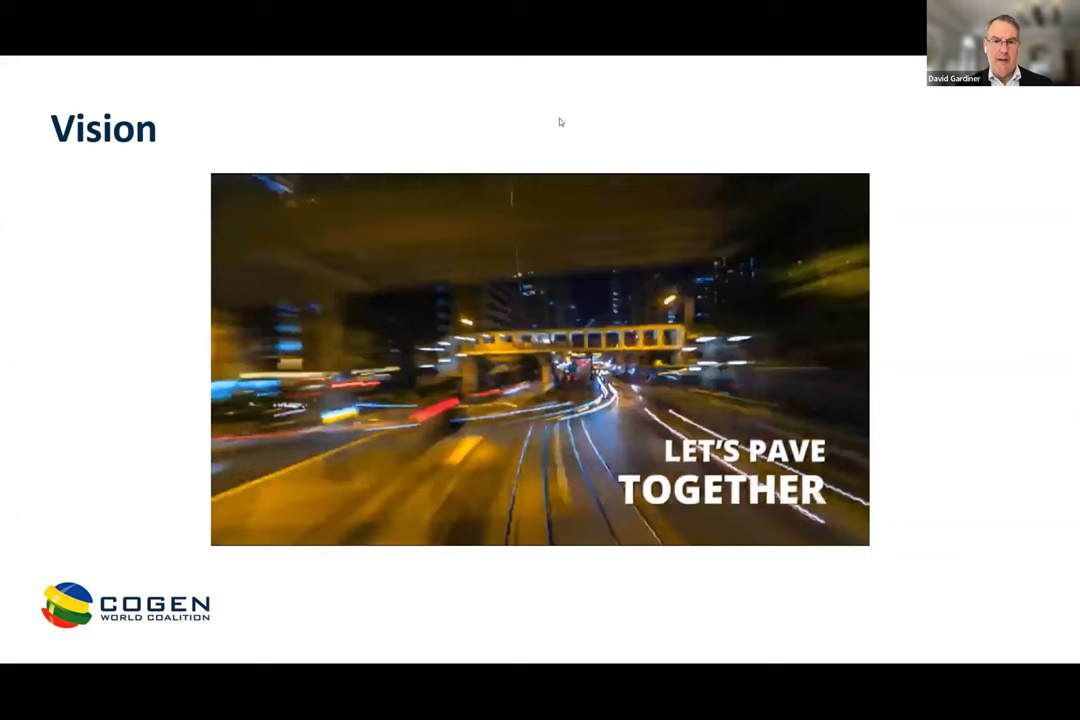 David Gardiner
Vision
LET'S PAVE
TOGETHER
COGEN
WORLD COALITION